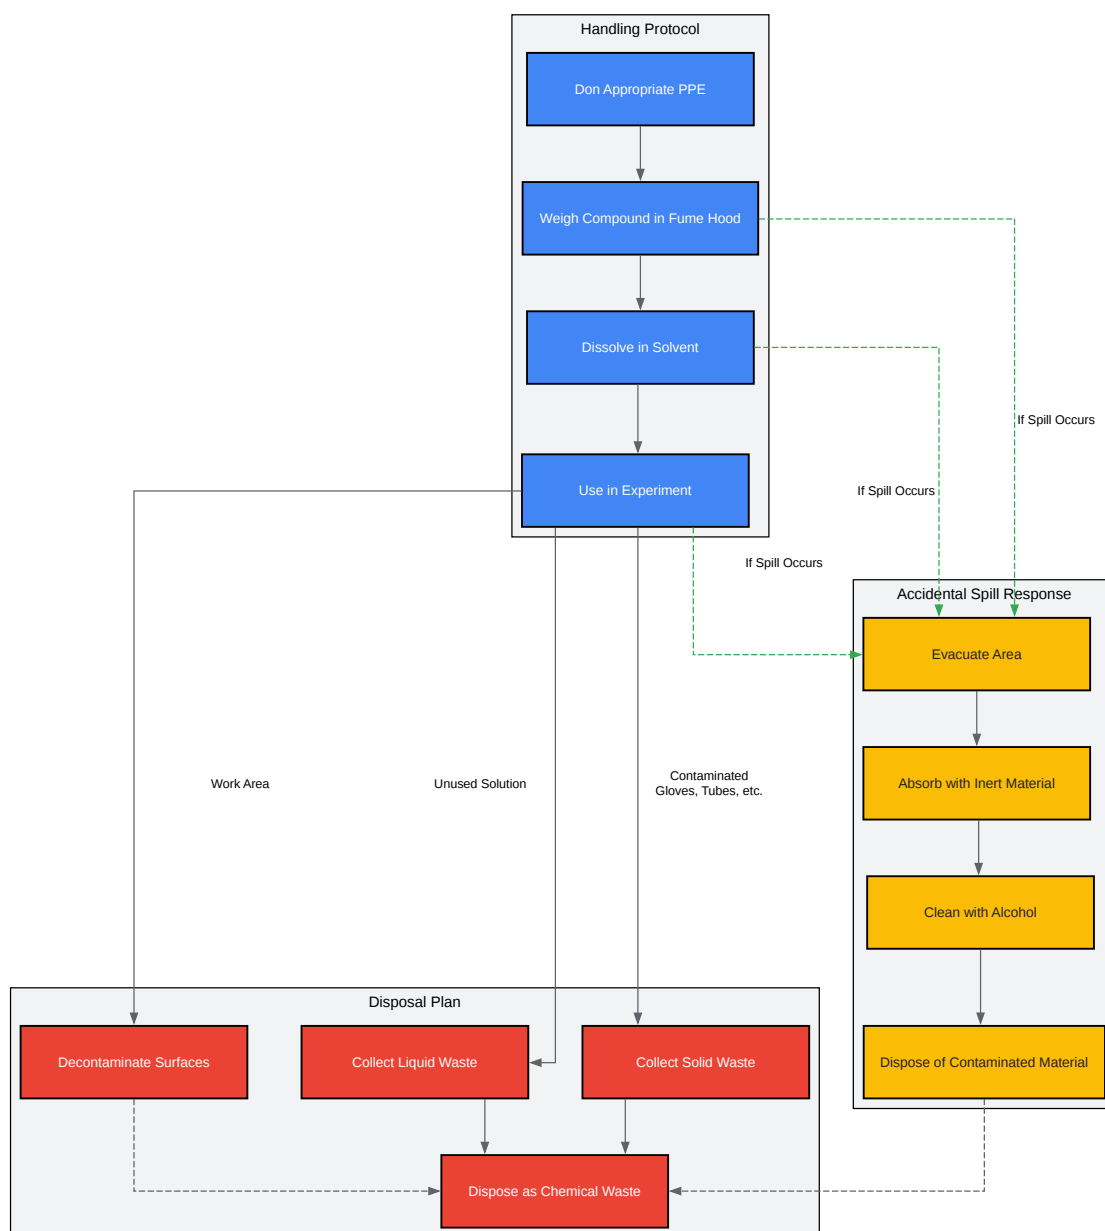 Handling Protocol
Don Appropriate PPE
Weigh Compound in Fume Hood
Dissolve in Solvent
If Spill Occurs
Use in Experiment
If Spill Occurs
If Spill Occurs
Accidental Spill Response
Evacuate Area
Work Area
Unused Solution
Contaminated
Gloves, Tubes, etc.
Absorb with Inert Material
Clean with Alcohol
Disposal Plan
Decontaminate Surfaces
Collect Liquid Waste
Collect Solid Waste
Dispose of Contaminated Material
Dispose as Chemical Waste